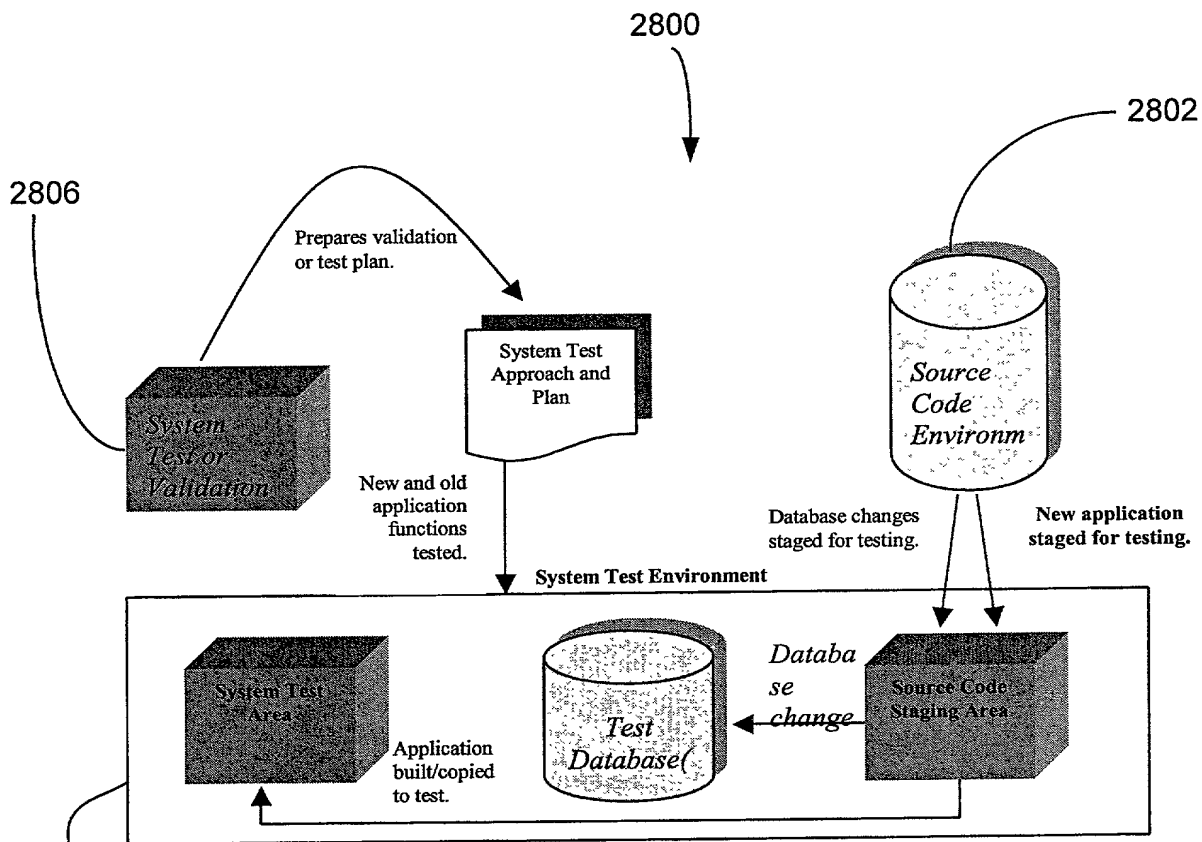 2800
2802
2806
Prepares validation
or test plan.
System Test
Approach and
Plan
Source
Code
Environm
System
Test or
Validation
New and old
application
functions
tested.
Database changes
staged for testing.
New application
staged for testing.
System Test Environment
System Test
Area
Test
Database(
Databa
se
change
Source Code
Staging Area
Application
built/copied
to test.